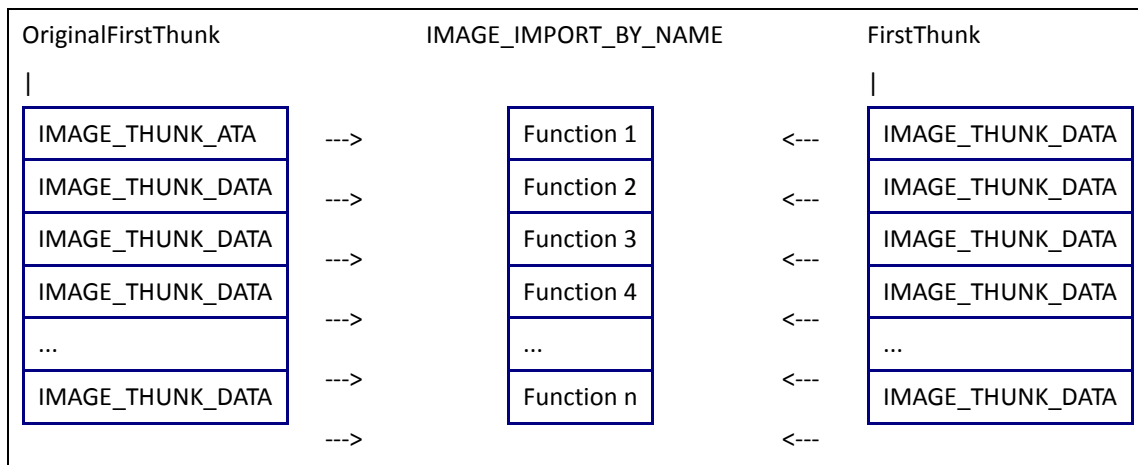 OriginalFirstThunk IMAGE_IMPORT_BY_NAME FirstThunk
| |
IMAGE_THUNK_ATA ---> Function 1 <--- IMAGE_THUNK_DATA
IMAGE_THUNK_DATA ---> Function 2 <--- IMAGE_THUNK_DATA
IMAGE_THUNK_DATA ---> Function 3 <--- IMAGE_THUNK_DATA
IMAGE_THUNK_DATA ---> Function 4 <--- IMAGE_THUNK_DATA
... ---> ... <--- ...
IMAGE_THUNK_DATA ---> Function n <--- IMAGE_THUNK_DATA
---> <---